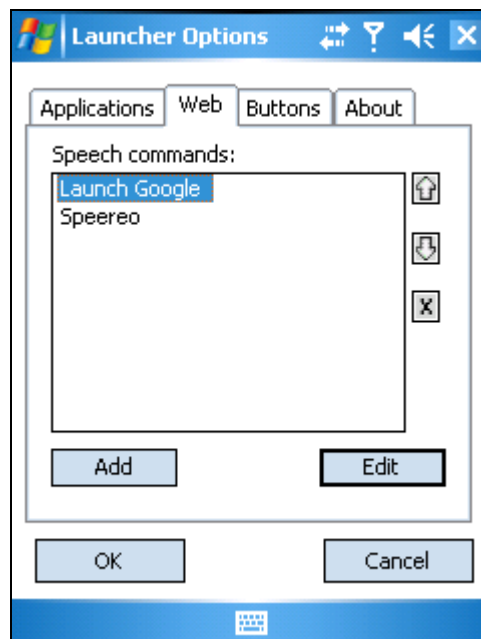 Launcher Options
Applications Web Buttons About
Speech commands:
Launch Google
Speereo
X
Add Edit
OK Cancel